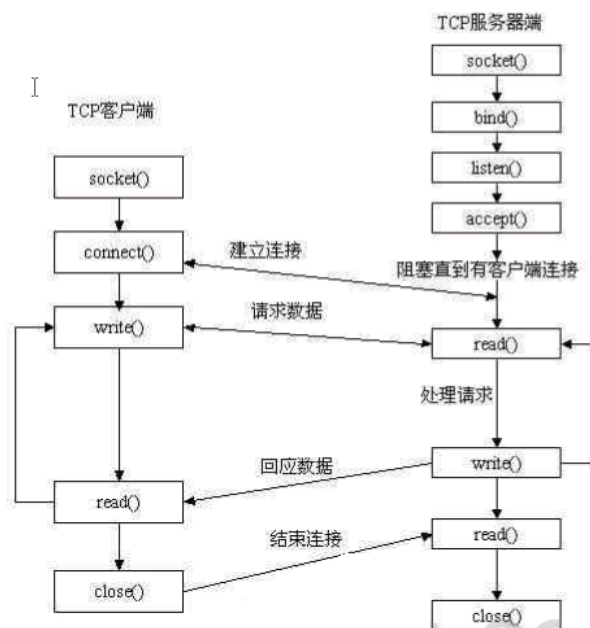 TCP服务器端
socket()
bind()
listen()
accept()
阻塞直到有客户端连接
read()
处理请求
write()
read()
close()
TCP客户端
socket()
connect()
write()
read()
close()
建立连接
请求数据
回应数据
结束连接